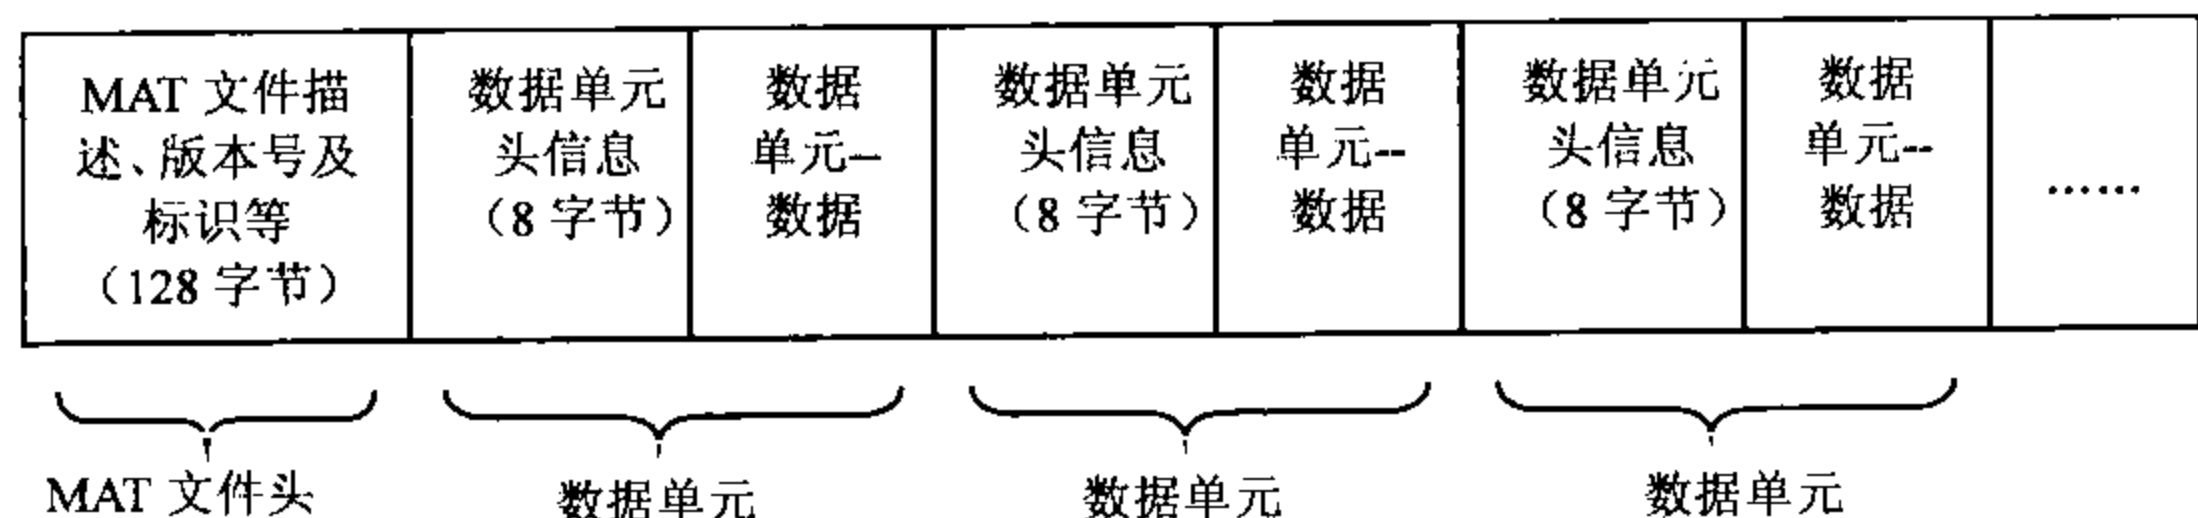 MAT 文件描
述、版本号及
标识等
（128 字节）
数据单元
头信息
（8 字节）
数据
单元--
数据
数据单元
头信息
（8 字节）
数据
单元--
数据
数据单元
头信息
（8 字节）
数据
单元--
数据
……
MAT 文件头
数据单元
数据单元
数据单元